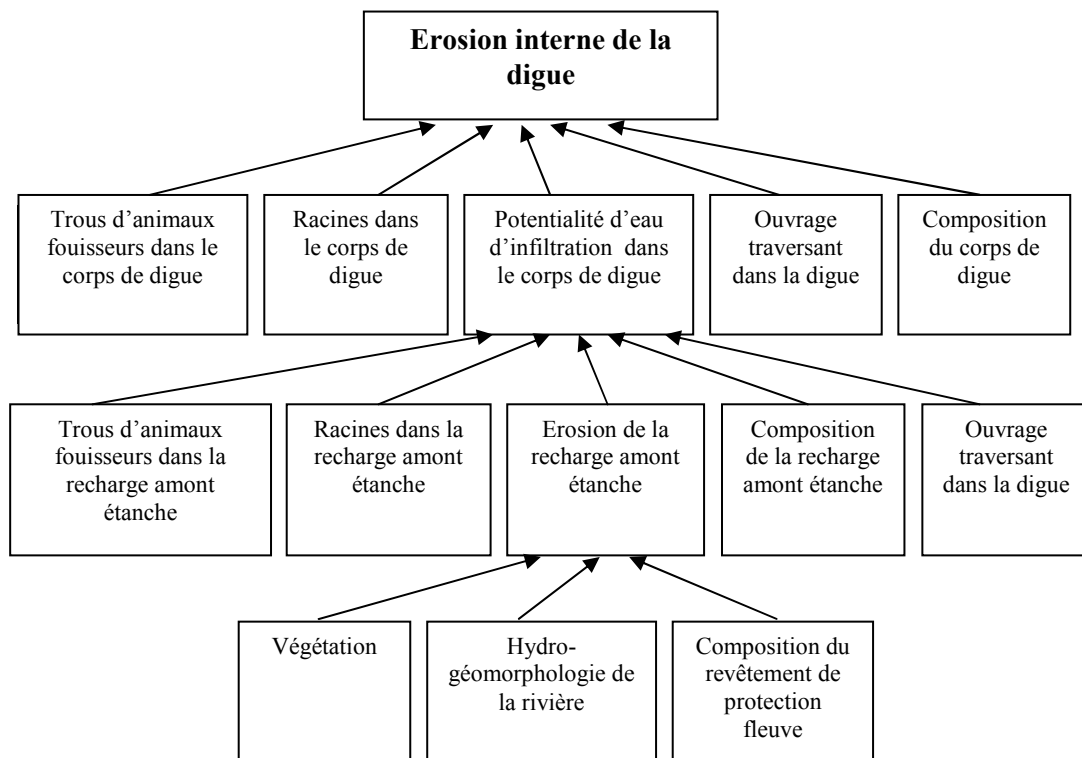 Erosion interne de la
digue
Trous d’animaux
fouisseurs dans le
corps de digue
Racines dans
le corps de
digue
Potentialité d’eau
d’infiltration dans
le corps de digue
Ouvrage
traversant
dans la digue
Composition
du corps de
digue
Trous d’animaux
fouisseurs dans la
recharge amont
étanche
Racines dans la
recharge amont
étanche
Erosion de la
recharge amont
étanche
Composition
de la recharge
amont étanche
Ouvrage
traversant
dans la digue
Végétation
Hydro-
géomorphologie de
la rivière
Composition du
revêtement de
protection
fleuve